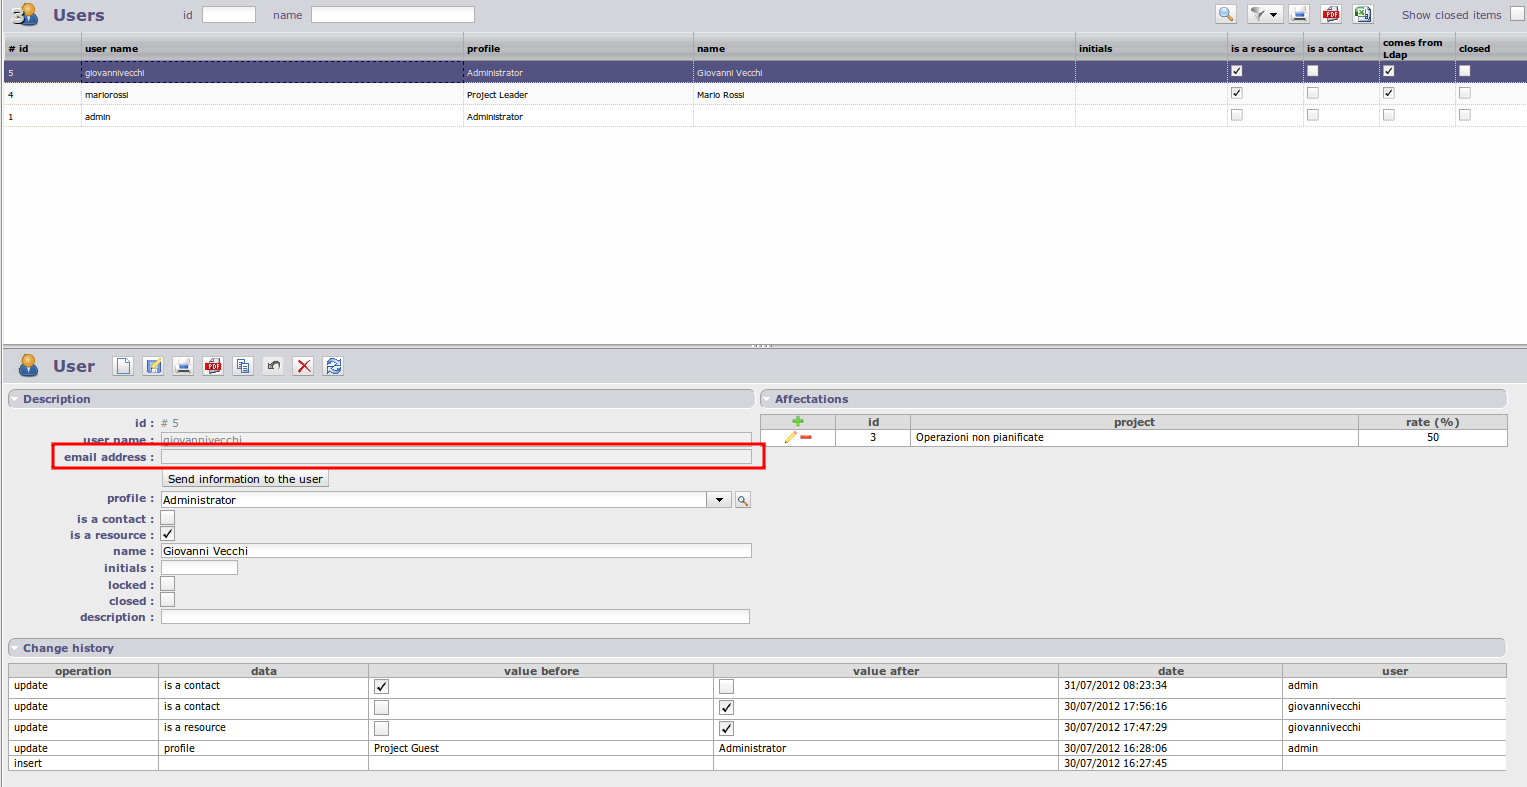 3 Users id name Show closed items
# id user name profile name initials is a resource is a contact comes from Ldap closed
5 giovannivecchi Administrator Giovanni Vecchi
4 mariorossi Project Leader Mario Rossi
1 admin Administrator
User PDF
Description
id : # 5
user name : giovannivecchi
email address :
Send information to the user
profile : Administrator
is a contact :
is a resource :
name : Giovanni Vecchi
initials :
locked :
closed :
description :
Affectations
id project rate (%)
3 Operazioni non pianificate 50
Change history
operation data value before value after date user
update is a contact 31/07/2012 08:23:34 admin
update is a contact 30/07/2012 17:56:16 giovannivecchi
update is a resource 30/07/2012 17:47:29 giovannivecchi
update profile Project Guest Administrator 30/07/2012 16:28:06 admin
insert 30/07/2012 16:27:45